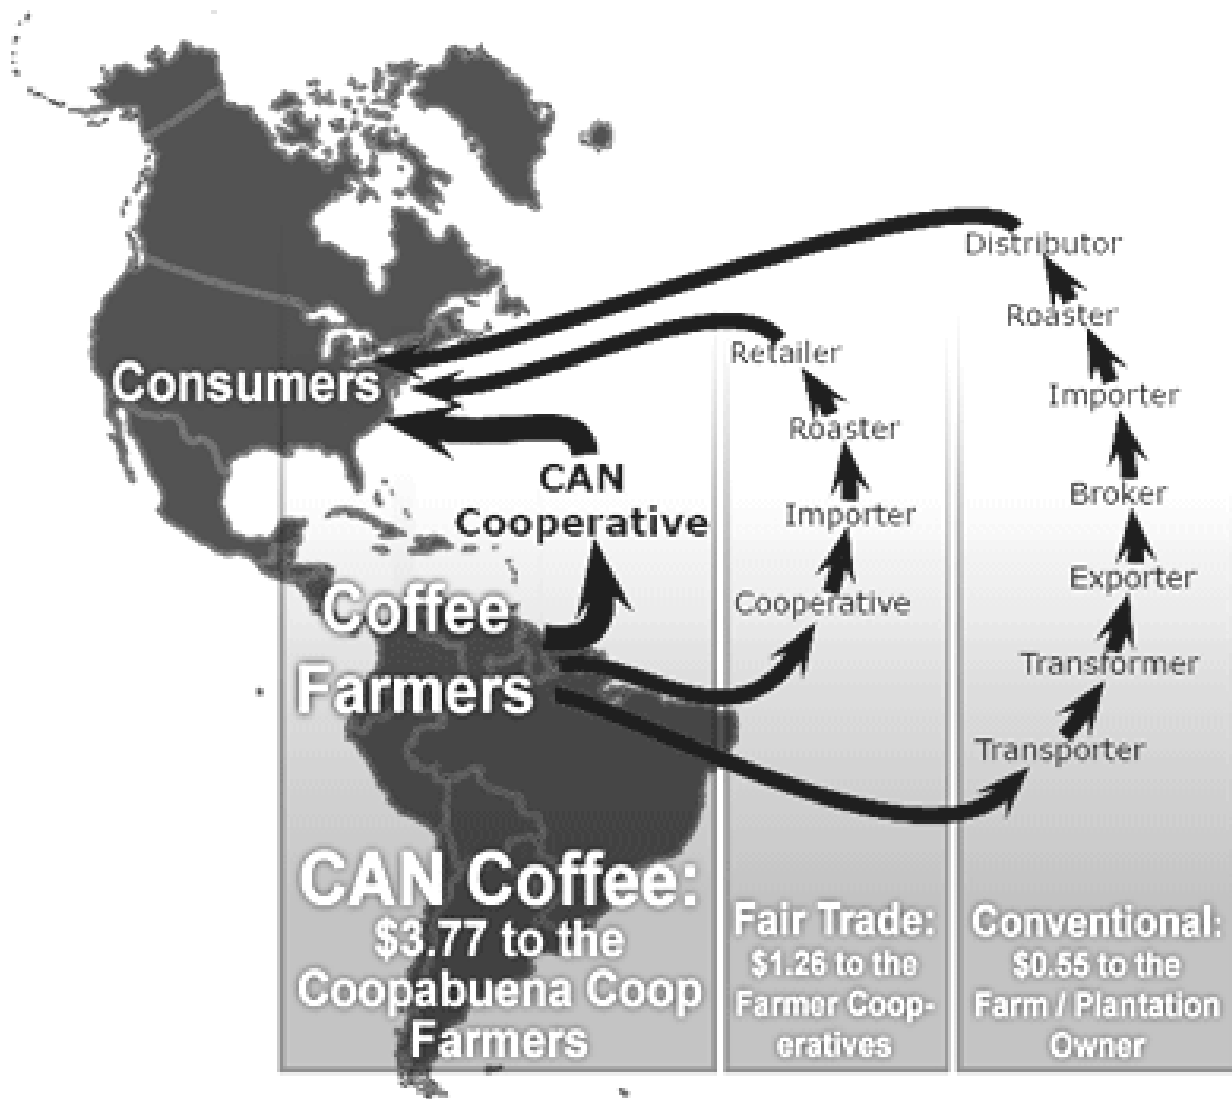 Distributor
Roaster
Importer
Broker
Exporter
Transformer
Transporter
Retailer
Roaster
Importer
Cooperative
Consumers
CAN
Cooperative
Coffee
Farmers
CAN Coffee:
$3.77 to the
Coopabuena Coop
Farmers
Fair Trade:
$1.26 to the
Farmer Coop-
eratives
Conventional:
$0.55 to the
Farm / Plantation
Owner